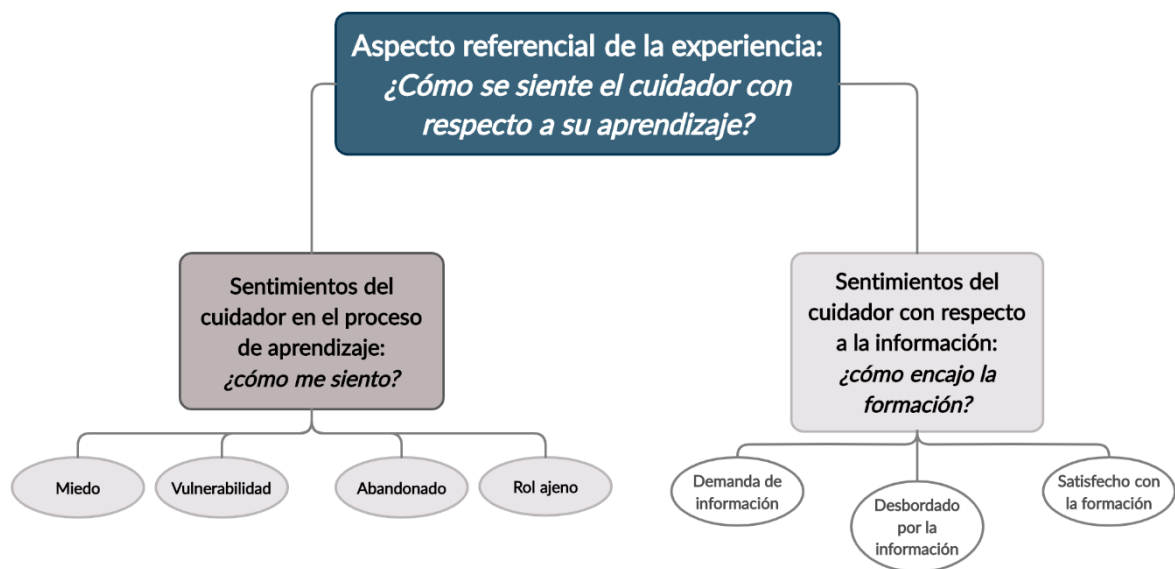 Aspecto referencial de la experiencia:
¿Cómo se siente el cuidador con
respecto a su aprendizaje?
Sentimientos del
cuidador en el proceso
de aprendizaje:
¿cómo me siento?
Sentimientos del
cuidador con respecto
a la información:
¿cómo encajo la
formación?
Miedo
Vulnerabilidad
Abandonado
Rol ajeno
Demanda de
información
Desbordado
por la
información
Satisfecho con
la formación